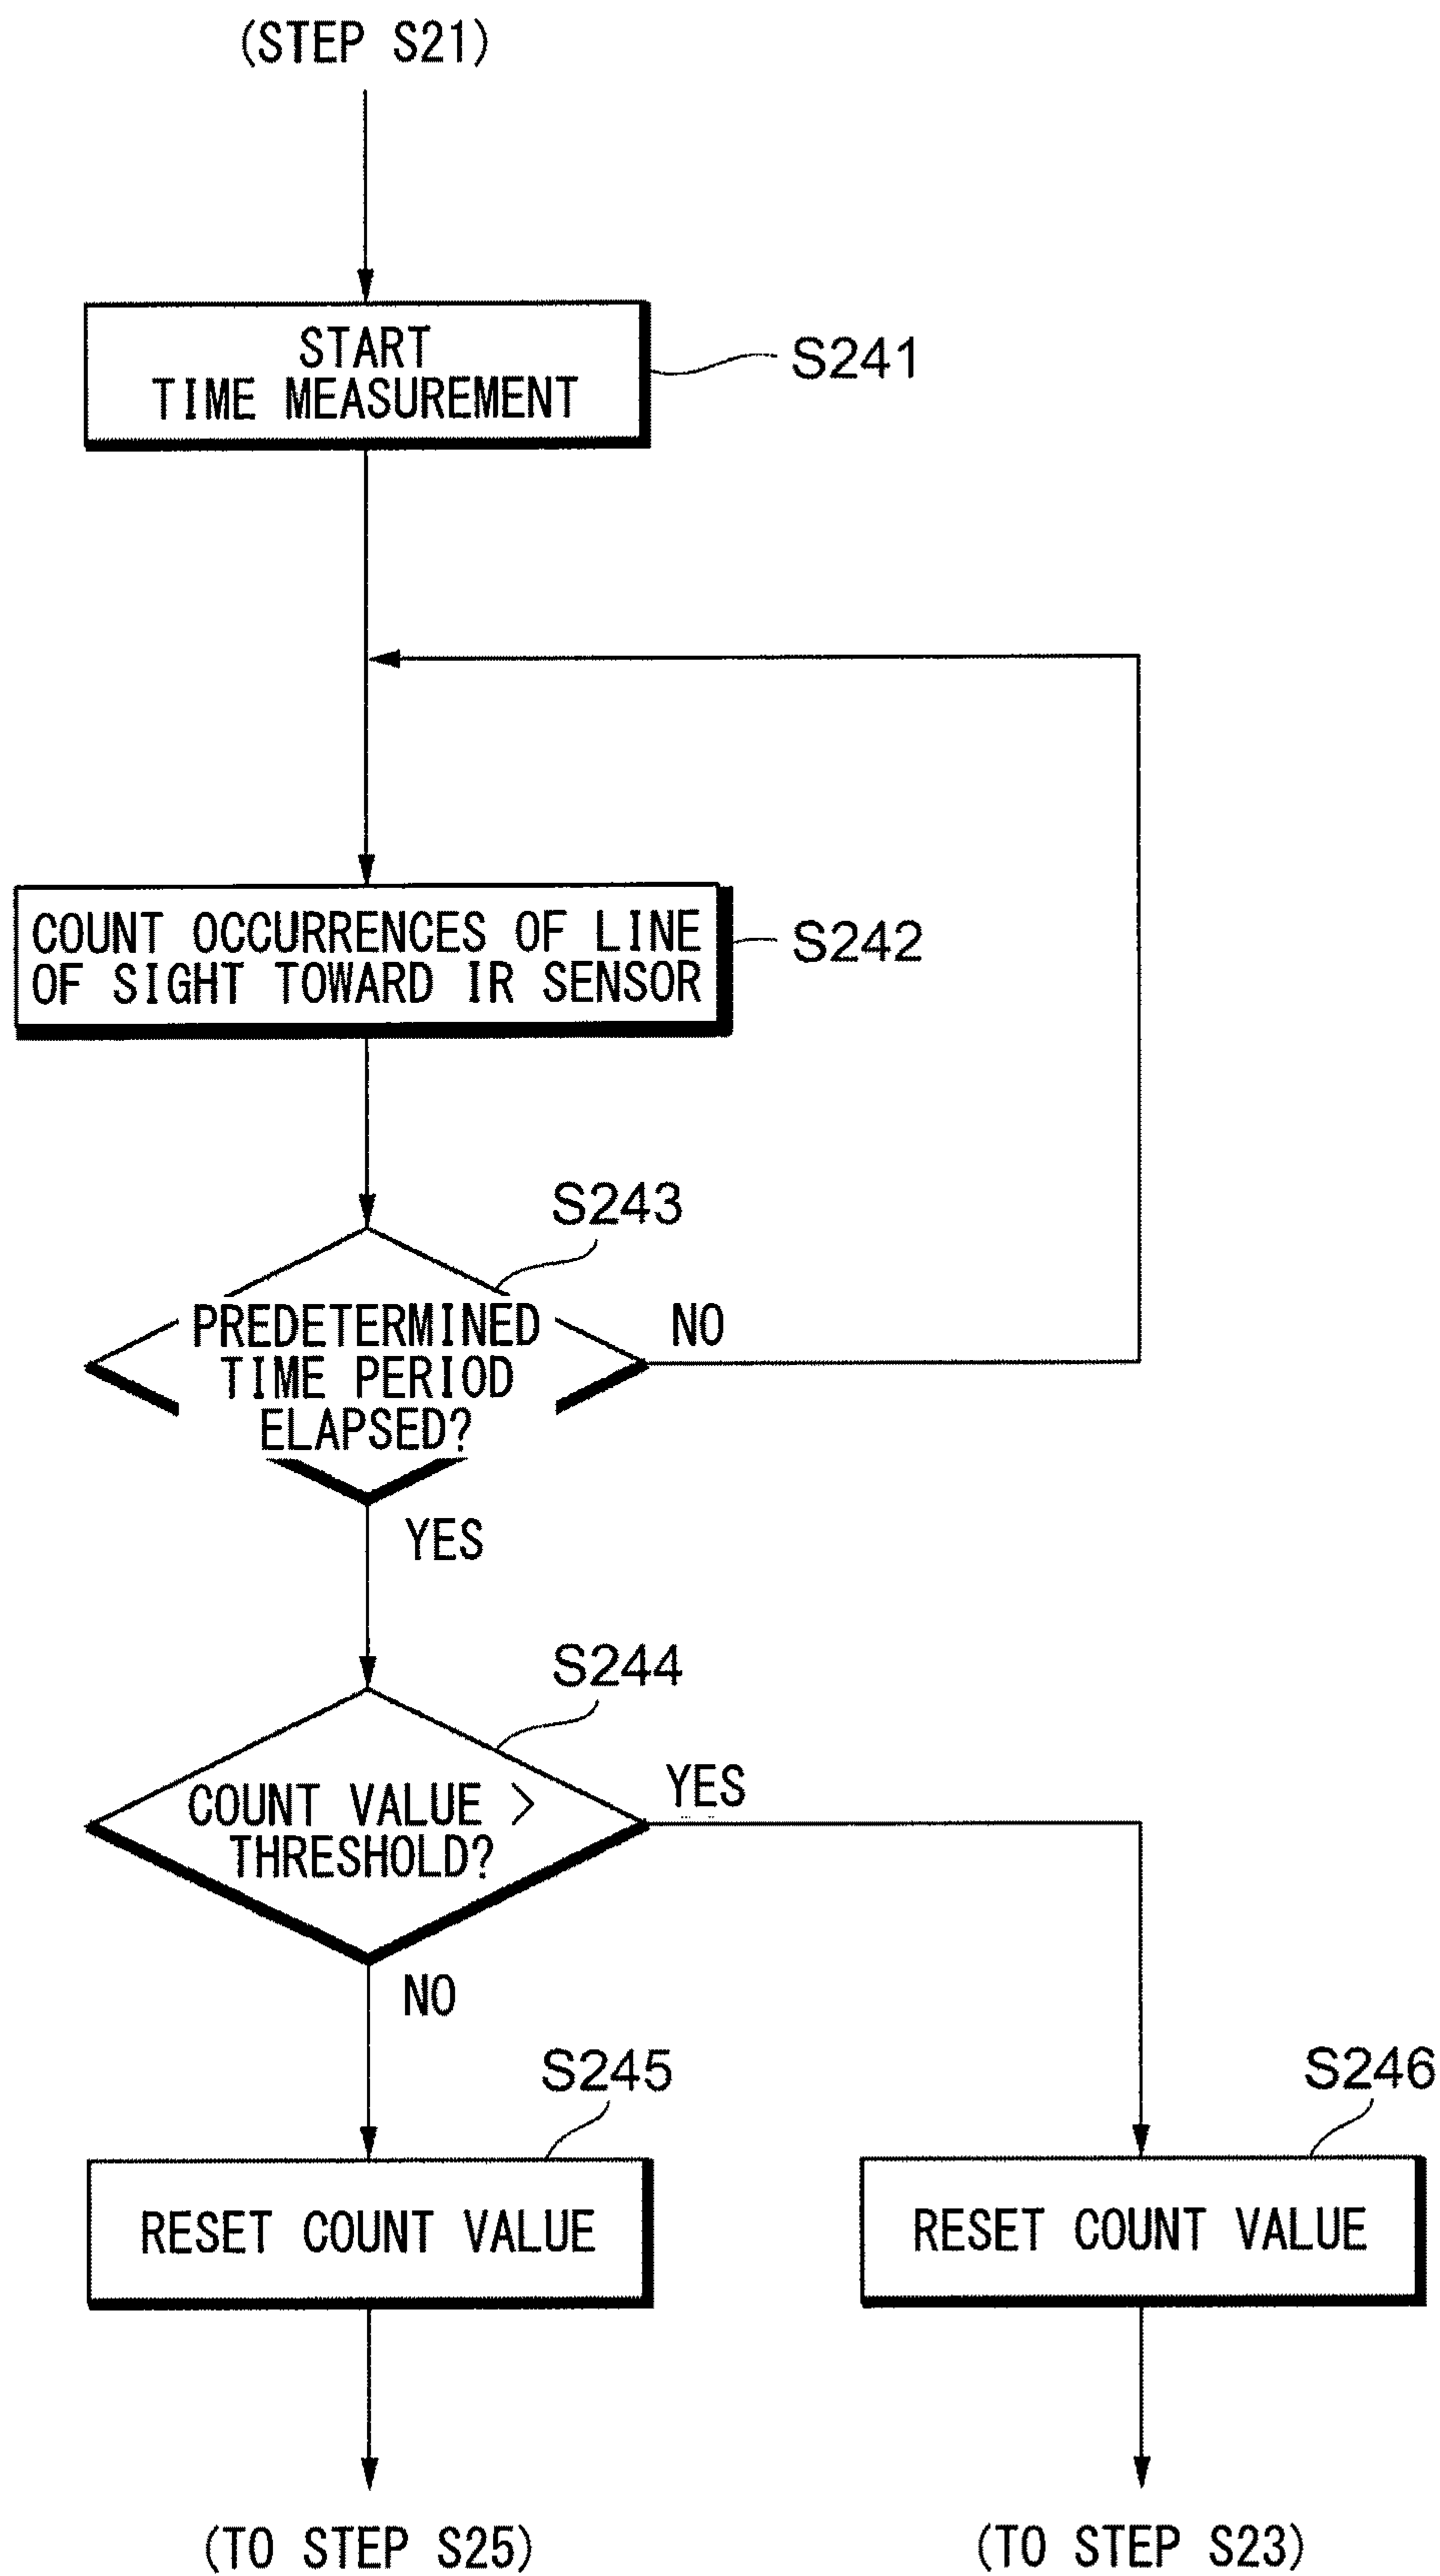 (STEP S21)
START
TIME MEASUREMENT
S241
COUNT OCCURRENCES OF LINE
OF SIGHT TOWARD IR SENSOR
S242
S243
PREDETERMINED
TIME PERIOD
ELAPSED?
NO
YES
S244
COUNT VALUE >
THRESHOLD?
YES
NO
S245
RESET COUNT VALUE
S246
RESET COUNT VALUE
(TO STEP S25)
(TO STEP S23)